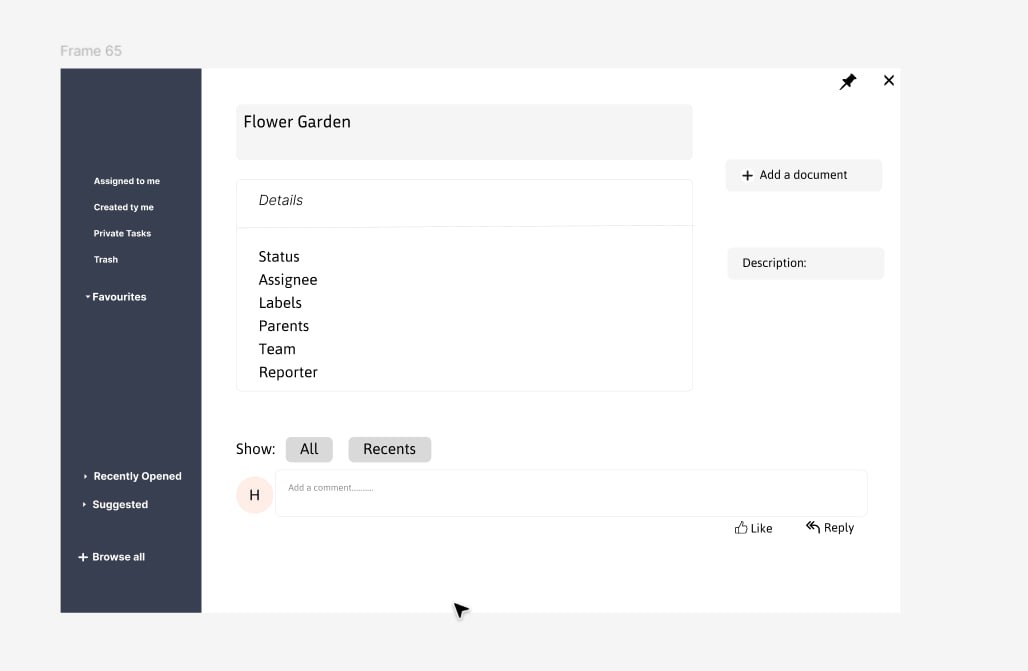 Frame 65
Flower Garden
Add a document
Assigned to me
Created ty me
Private Tasks
Trash
Favourites
Details
Description:
Status
Assignee
Labels
Parents
Team
Reporter
Show: All Recents
Recently Opened
Suggested
Browse all
H
Add a comment..........
Like
Reply